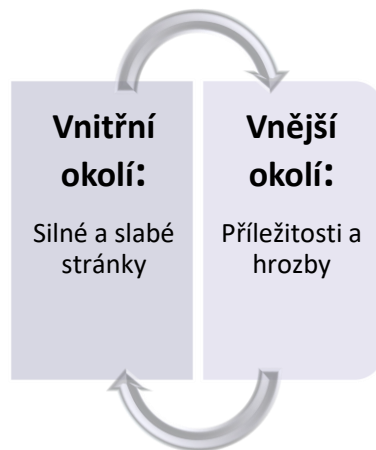 Vnitřní
okolí:
Silné a slabé
stránky
Vnější
okolí:
Příležitosti a
hrozby